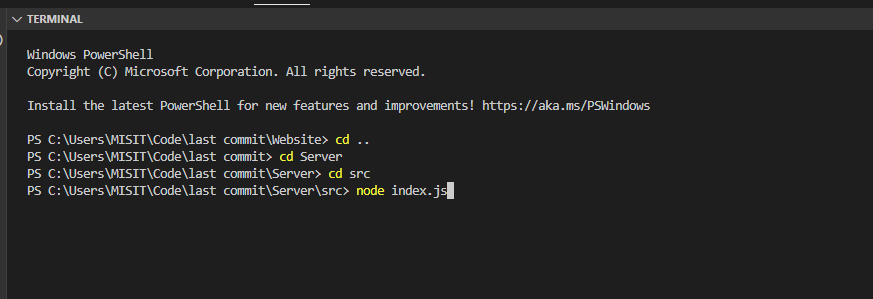 TERMINAL
Windows PowerShell
Copyright (C) Microsoft Corporation. All rights reserved.
Install the latest PowerShell for new features and improvements! https://aka.ms/PSWindows
PS C:\Users\MISIT\Code\last commit\Website> cd ..
PS C:\Users\MISIT\Code\last commit> cd Server
PS C:\Users\MISIT\Code\last commit\Server> cd src
PS C:\Users\MISIT\Code\last commit\Server\src> node index.js